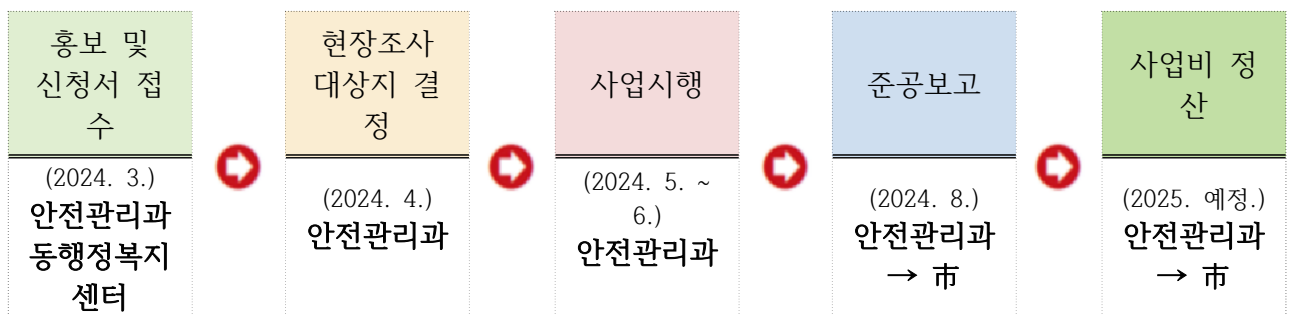 홍보 및
신청서 접
수
(2024. 3.)
안전관리과
동행정복지
센터
현장조사
대상지 결
정
(2024. 4.)
안전관리과
사업시행
(2024. 5. ~
6.)
안전관리과
준공보고
(2024. 8.)
안전관리과
→ 市
사업비 정
산
(2025. 예정.)
안전관리과
→ 市